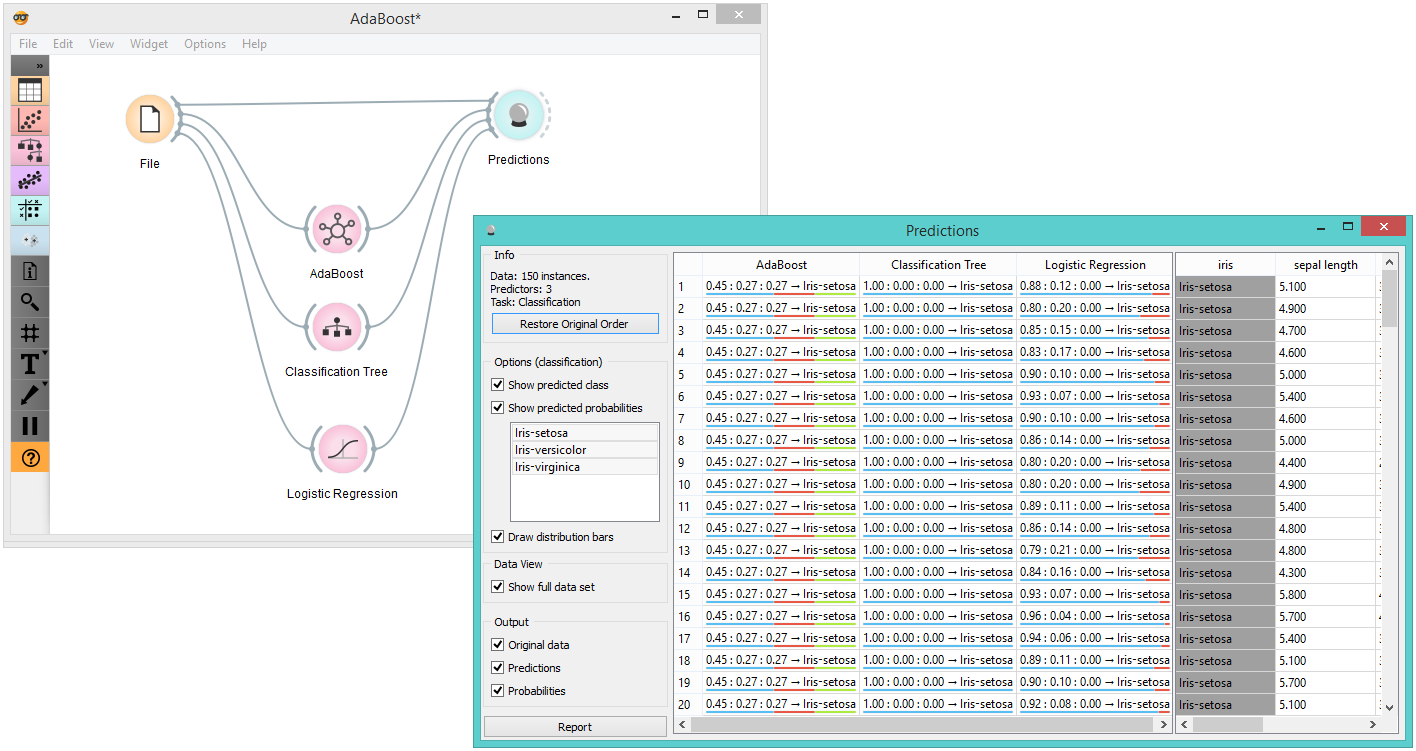 AdaBoost*
File Edit View Widget Options Help
»
File
Predictions
AdaBoost
Classification Tree
Logistic Regression
T
?
Predictions
Info
Data: 150 instances.
Predictors: 3
Task: Classification
Restore Original Order
Options (classification)
Show predicted class
Show predicted probabilities
Iris-setosa
Iris-versicolor
Iris-virginica
Draw distribution bars
Data View
Show full data set
Output
Original data
Predictions
Probabilities
Report
AdaBoost Classification Tree Logistic Regression iris sepal length
1 0.45 : 0.27 : 0.27 → Iris-setosa 1.00 : 0.00 : 0.00 → Iris-setosa 0.88 : 0.12 : 0.00 → Iris-setosa Iris-setosa 5.100
2 0.45 : 0.27 : 0.27 → Iris-setosa 1.00 : 0.00 : 0.00 → Iris-setosa 0.80 : 0.20 : 0.00 → Iris-setosa Iris-setosa 4.900
3 0.45 : 0.27 : 0.27 → Iris-setosa 1.00 : 0.00 : 0.00 → Iris-setosa 0.85 : 0.15 : 0.00 → Iris-setosa Iris-setosa 4.700
4 0.45 : 0.27 : 0.27 → Iris-setosa 1.00 : 0.00 : 0.00 → Iris-setosa 0.83 : 0.17 : 0.00 → Iris-setosa Iris-setosa 4.600
5 0.45 : 0.27 : 0.27 → Iris-setosa 1.00 : 0.00 : 0.00 → Iris-setosa 0.90 : 0.10 : 0.00 → Iris-setosa Iris-setosa 5.000
6 0.45 : 0.27 : 0.27 → Iris-setosa 1.00 : 0.00 : 0.00 → Iris-setosa 0.93 : 0.07 : 0.00 → Iris-setosa Iris-setosa 5.400
7 0.45 : 0.27 : 0.27 → Iris-setosa 1.00 : 0.00 : 0.00 → Iris-setosa 0.90 : 0.10 : 0.00 → Iris-setosa Iris-setosa 4.600
8 0.45 : 0.27 : 0.27 → Iris-setosa 1.00 : 0.00 : 0.00 → Iris-setosa 0.86 : 0.14 : 0.00 → Iris-setosa Iris-setosa 5.000
9 0.45 : 0.27 : 0.27 → Iris-setosa 1.00 : 0.00 : 0.00 → Iris-setosa 0.80 : 0.20 : 0.00 → Iris-setosa Iris-setosa 4.400
10 0.45 : 0.27 : 0.27 → Iris-setosa 1.00 : 0.00 : 0.00 → Iris-setosa 0.80 : 0.20 : 0.00 → Iris-setosa Iris-setosa 4.900
11 0.45 : 0.27 : 0.27 → Iris-setosa 1.00 : 0.00 : 0.00 → Iris-setosa 0.89 : 0.11 : 0.00 → Iris-setosa Iris-setosa 5.400
12 0.45 : 0.27 : 0.27 → Iris-setosa 1.00 : 0.00 : 0.00 → Iris-setosa 0.86 : 0.14 : 0.00 → Iris-setosa Iris-setosa 4.800
13 0.45 : 0.27 : 0.27 → Iris-setosa 1.00 : 0.00 : 0.00 → Iris-setosa 0.79 : 0.21 : 0.00 → Iris-setosa Iris-setosa 4.800
14 0.45 : 0.27 : 0.27 → Iris-setosa 1.00 : 0.00 : 0.00 → Iris-setosa 0.84 : 0.16 : 0.00 → Iris-setosa Iris-setosa 4.300
15 0.45 : 0.27 : 0.27 → Iris-setosa 1.00 : 0.00 : 0.00 → Iris-setosa 0.93 : 0.07 : 0.00 → Iris-setosa Iris-setosa 5.800
16 0.45 : 0.27 : 0.27 → Iris-setosa 1.00 : 0.00 : 0.00 → Iris-setosa 0.96 : 0.04 : 0.00 → Iris-setosa Iris-setosa 5.700
17 0.45 : 0.27 : 0.27 → Iris-setosa 1.00 : 0.00 : 0.00 → Iris-setosa 0.94 : 0.06 : 0.00 → Iris-setosa Iris-setosa 5.400
18 0.45 : 0.27 : 0.27 → Iris-setosa 1.00 : 0.00 : 0.00 → Iris-setosa 0.89 : 0.11 : 0.00 → Iris-setosa Iris-setosa 5.100
19 0.45 : 0.27 : 0.27 → Iris-setosa 1.00 : 0.00 : 0.00 → Iris-setosa 0.90 : 0.10 : 0.00 → Iris-setosa Iris-setosa 5.700
20 0.45 : 0.27 : 0.27 → Iris-setosa 1.00 : 0.00 : 0.00 → Iris-setosa 0.92 : 0.08 : 0.00 → Iris-setosa Iris-setosa 5.100